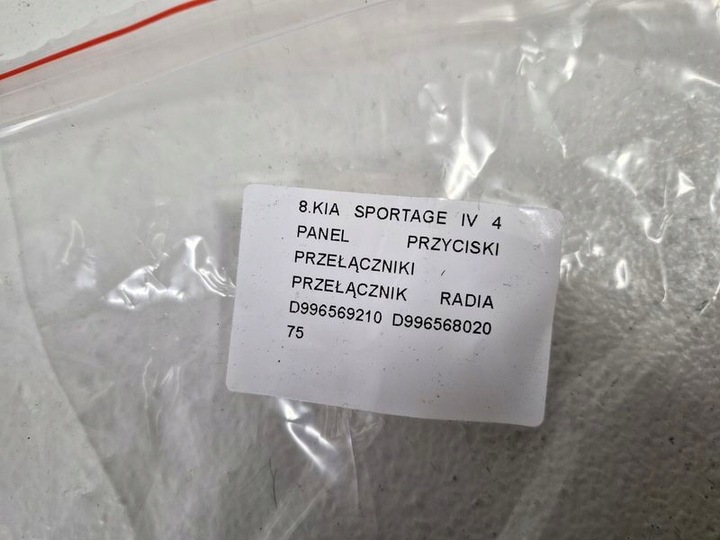 8.KIA SPORTAGE IV 4
PANEL PRZYCISKI
PRZEŁĄCZNIKI
PRZEŁĄCZNIK RADIA
D996569210 D996568020
75